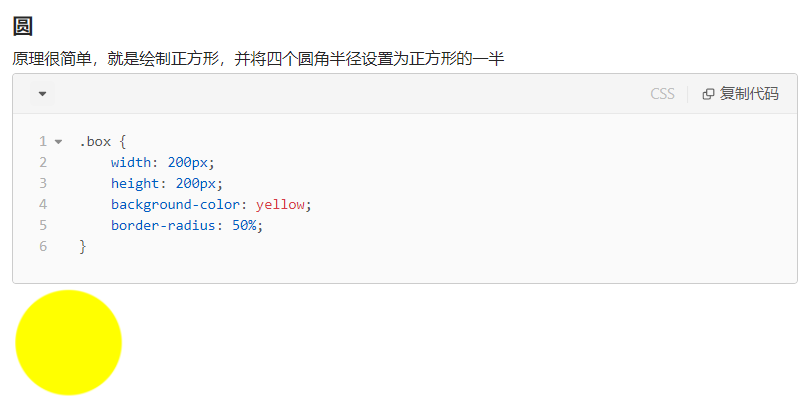 圆
原理很简单，就是绘制正方形，并将四个圆角半径设置为正方形的一半
CSS 复制代码
1 .box {
2     width: 200px;
3     height: 200px;
4     background-color: yellow;
5     border-radius: 50%;
6 }